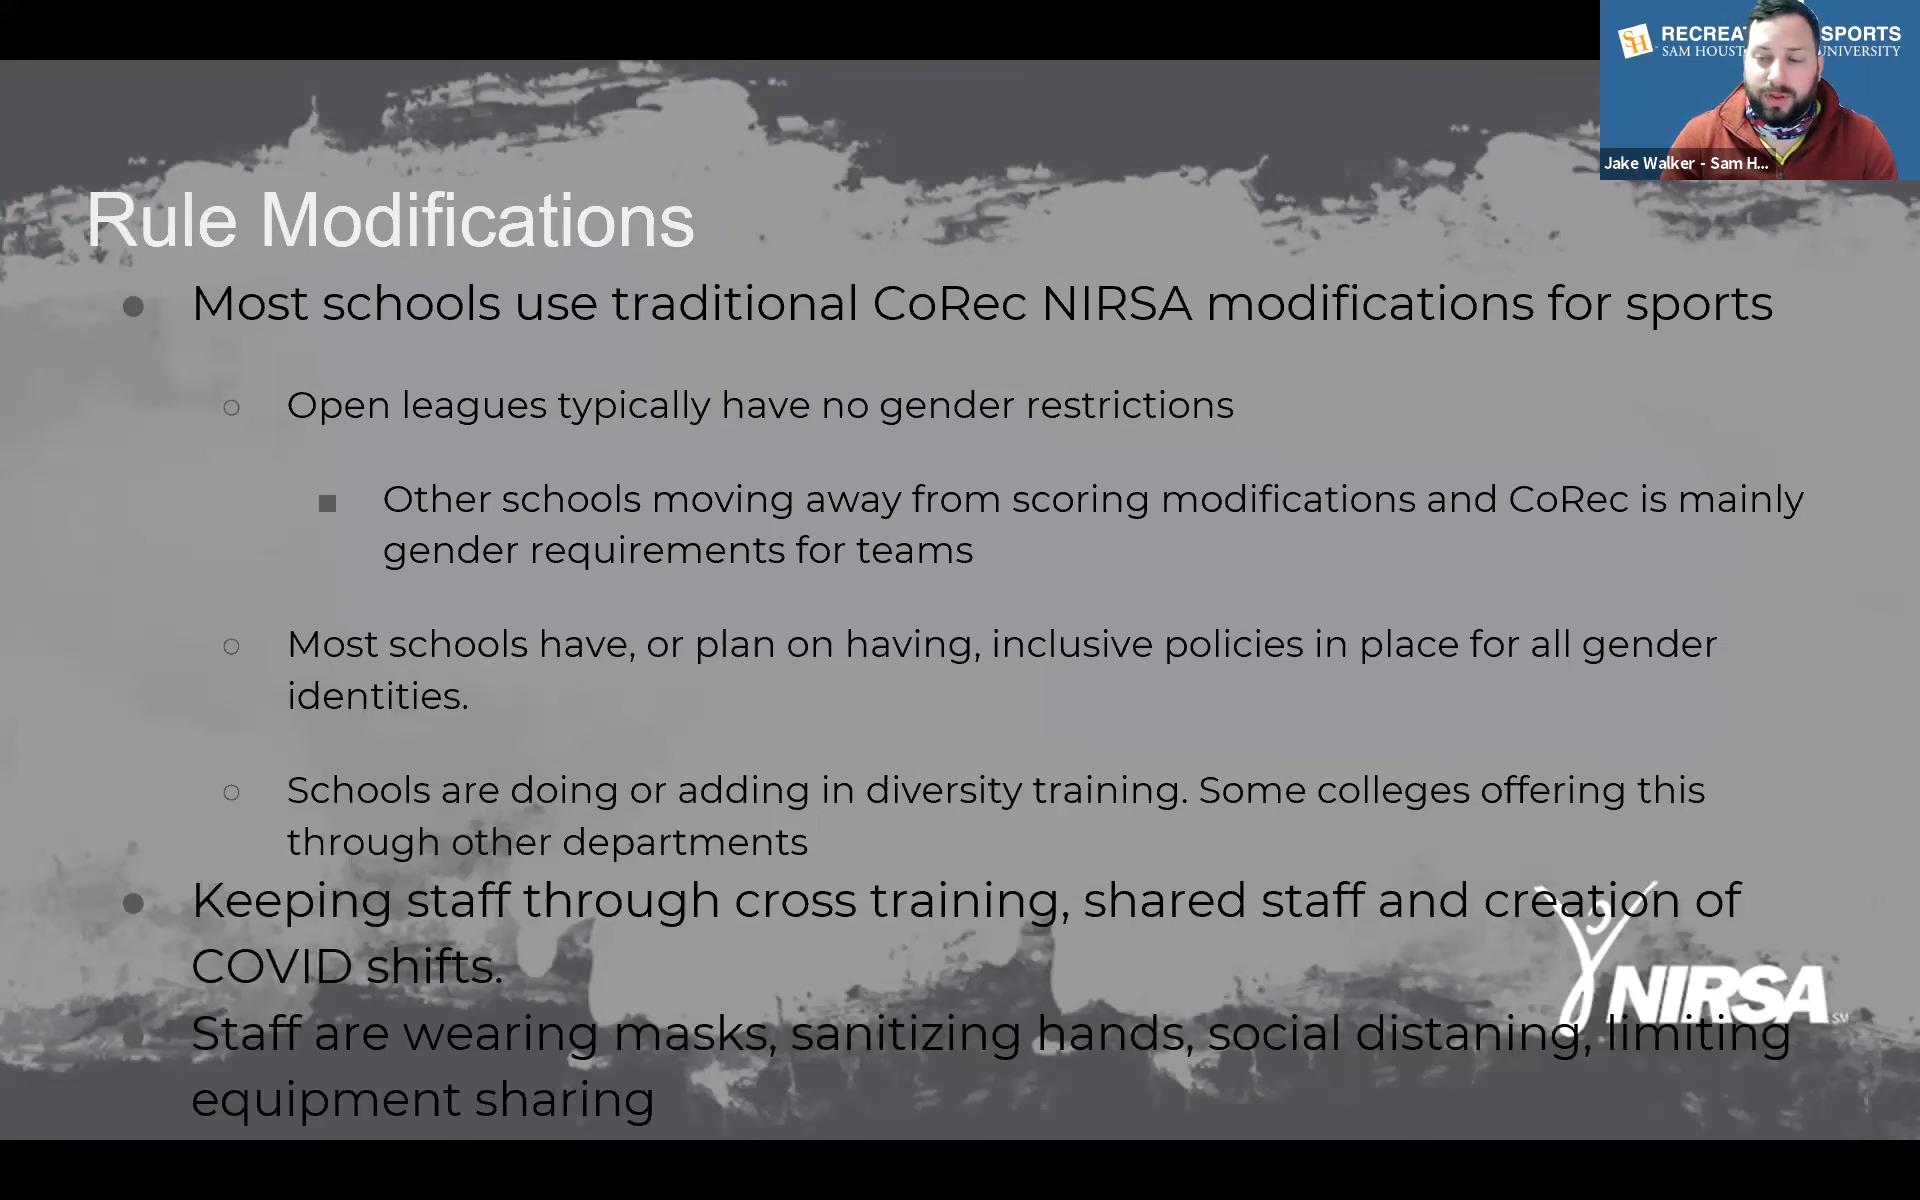 RECREA SPORTS
SAM HOUST UNIVERSITY
SH
Jake Walker - Sam H...
Rule Modifications
Most schools use traditional CoRec NIRSA modifications for sports
Open leagues typically have no gender restrictions
Other schools moving away from scoring modifications and CoRec is mainly
gender requirements for teams
Most schools have, or plan on having, inclusive policies in place for all gender
identities.
Schools are doing or adding in diversity training. Some colleges offering this
through other departments
Keeping staff through cross training, shared staff and creation of
COVID shifts.
Staff are wearing masks, sanitizing hands, social distaning, limiting
equipment sharing
NIRSA
SM